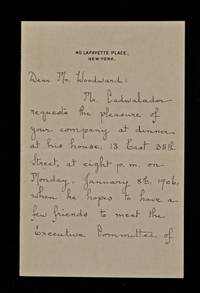 40 LAFAYETTE PLACE,
NEW YORK.
Dear Mr. Woodward:
Mr. Cadwalader
requests the pleasure of
your company at dinner
at his house, 13 East 35th
Street, at eight p.m. on
Monday, January 8th, 1906,
when he hopes to have a
few friends to meet the
Executive Committee of